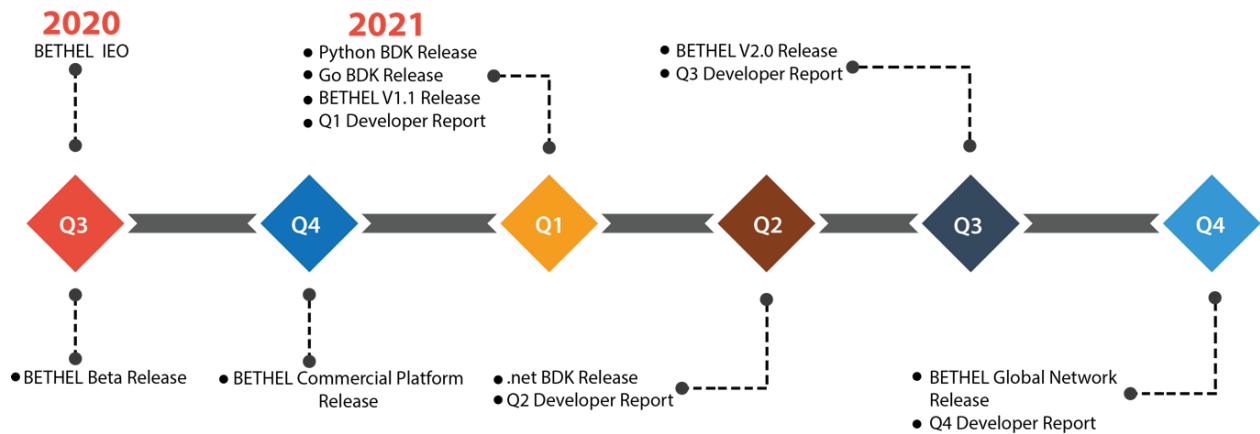 2020
BETHEL IEO
2021
• Python BDK Release
• Go BDK Release
• BETHEL V1.1 Release
• Q1 Developer Report
• BETHEL V2.0 Release
• Q3 Developer Report
Q3
Q4
Q1
Q2
Q3
Q4
• BETHEL Beta Release
• BETHEL Commercial Platform
Release
• .net BDK Release
• Q2 Developer Report
• BETHEL Global Network
Release
• Q4 Developer Report